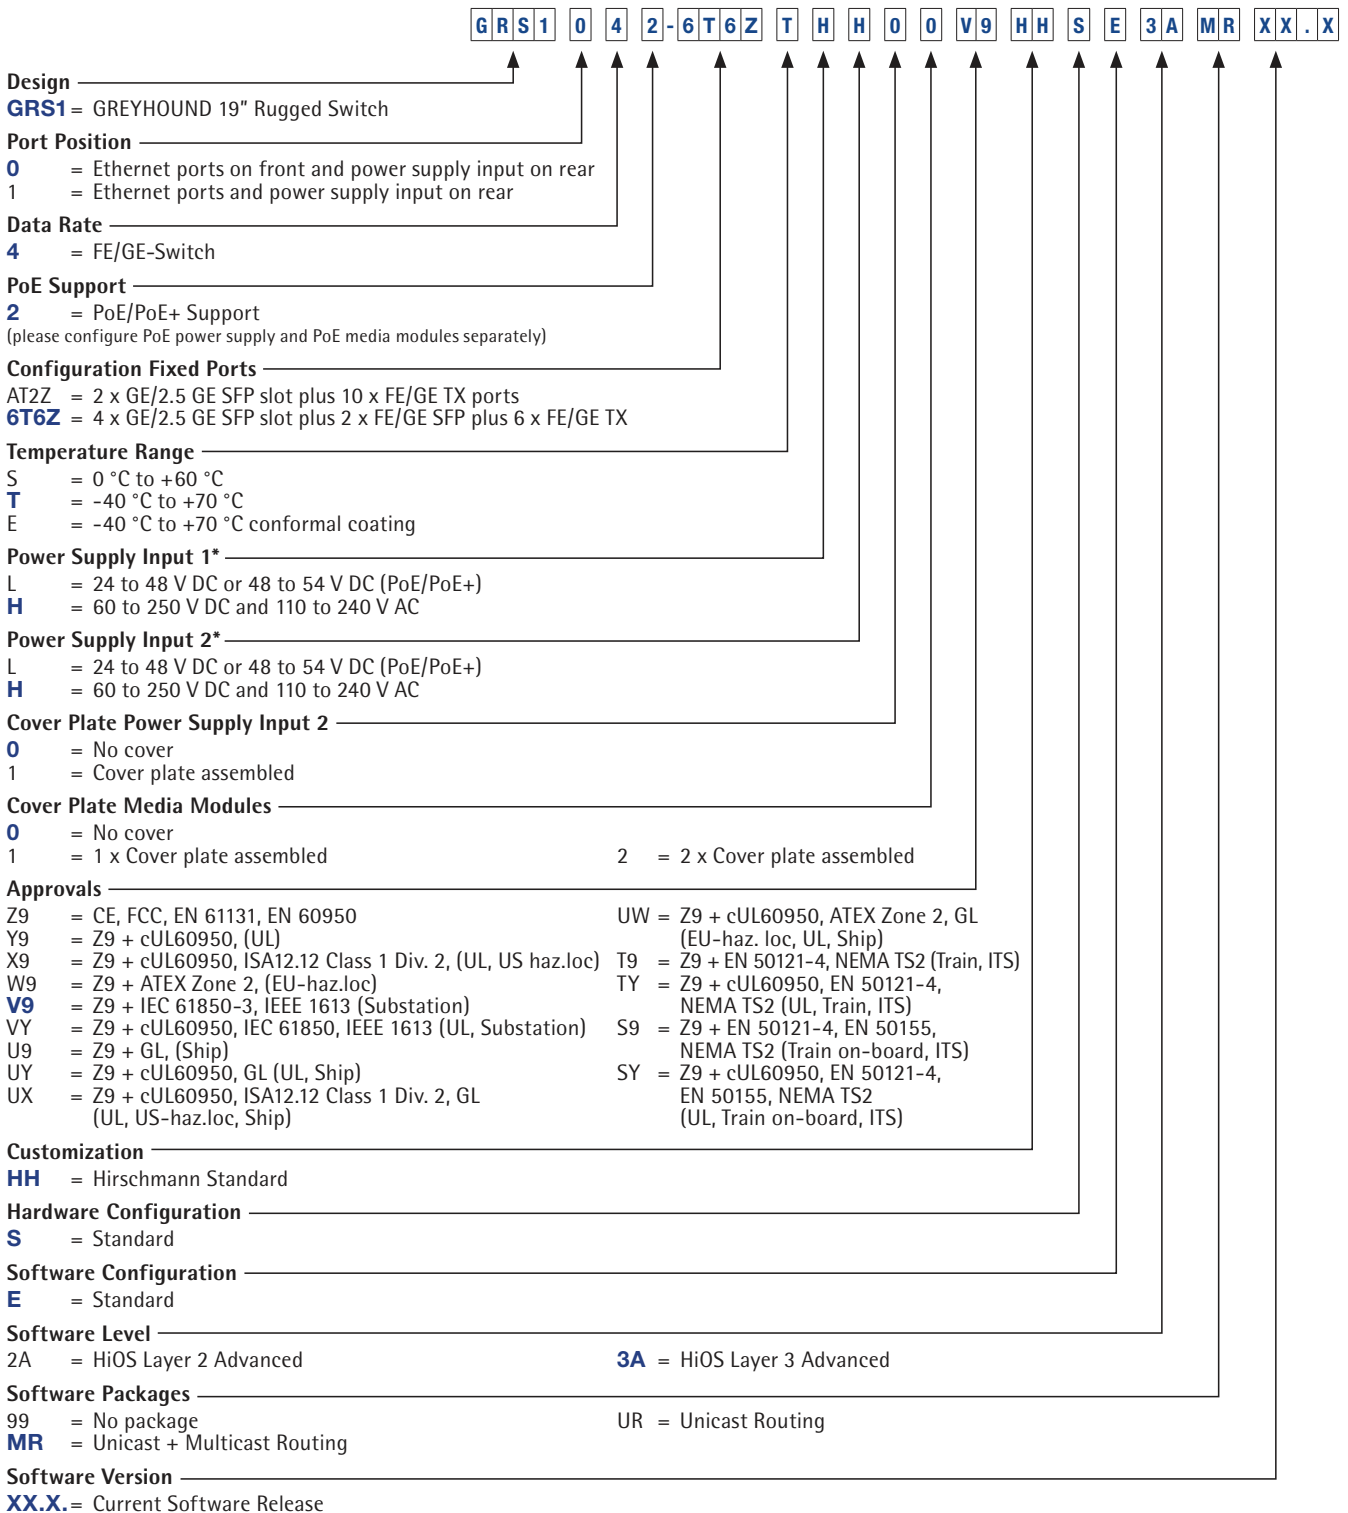 GRS1 0 4 2-6T6Z T H H 0 0 V9 HH S E 3A MR XX.X
Design
GRS1 = GREYHOUND 19" Rugged Switch
Port Position
0 = Ethernet ports on front and power supply input on rear
1 = Ethernet ports and power supply input on rear
Data Rate
4 = FE/GE-Switch
PoE Support
2 = PoE/PoE+ Support
(please configure PoE power supply and PoE media modules separately)
Configuration Fixed Ports
AT2Z = 2 x GE/2.5 GE SFP slot plus 10 x FE/GE TX ports
6T6Z = 4 x GE/2.5 GE SFP slot plus 2 x FE/GE SFP plus 6 x FE/GE TX
Temperature Range
S = 0 °C to +60 °C
T = -40 °C to +70 °C
E = -40 °C to +70 °C conformal coating
Power Supply Input 1*
L = 24 to 48 V DC or 48 to 54 V DC (PoE/PoE+)
H = 60 to 250 V DC and 110 to 240 V AC
Power Supply Input 2*
L = 24 to 48 V DC or 48 to 54 V DC (PoE/PoE+)
H = 60 to 250 V DC and 110 to 240 V AC
Cover Plate Power Supply Input 2
0 = No cover
1 = Cover plate assembled
Cover Plate Media Modules
0 = No cover
1 = 1 x Cover plate assembled
2 = 2 x Cover plate assembled
Approvals
Z9 = CE, FCC, EN 61131, EN 60950
Y9 = Z9 + cUL60950, (UL)
X9 = Z9 + cUL60950, ISA12.12 Class 1 Div. 2, (UL, US haz.loc)
W9 = Z9 + ATEX Zone 2, (EU-haz.loc)
V9 = Z9 + IEC 61850-3, IEEE 1613 (Substation)
VY = Z9 + cUL60950, IEC 61850, IEEE 1613 (UL, Substation)
U9 = Z9 + GL, (Ship)
UY = Z9 + cUL60950, GL (UL, Ship)
UX = Z9 + cUL60950, ISA12.12 Class 1 Div. 2, GL
(UL, US-haz.loc, Ship)
UW = Z9 + cUL60950, ATEX Zone 2, GL
(EU-haz. loc, UL, Ship)
T9 = Z9 + EN 50121-4, NEMA TS2 (Train, ITS)
TY = Z9 + cUL60950, EN 50121-4,
NEMA TS2 (UL, Train, ITS)
S9 = Z9 + EN 50121-4, EN 50155,
NEMA TS2 (Train on-board, ITS)
SY = Z9 + cUL60950, EN 50121-4,
EN 50155, NEMA TS2
(UL, Train on-board, ITS)
Customization
HH = Hirschmann Standard
Hardware Configuration
S = Standard
Software Configuration
E = Standard
Software Level
2A = HiOS Layer 2 Advanced
3A = HiOS Layer 3 Advanced
Software Packages
99 = No package
UR = Unicast Routing
MR = Unicast + Multicast Routing
Software Version
XX.X. = Current Software Release